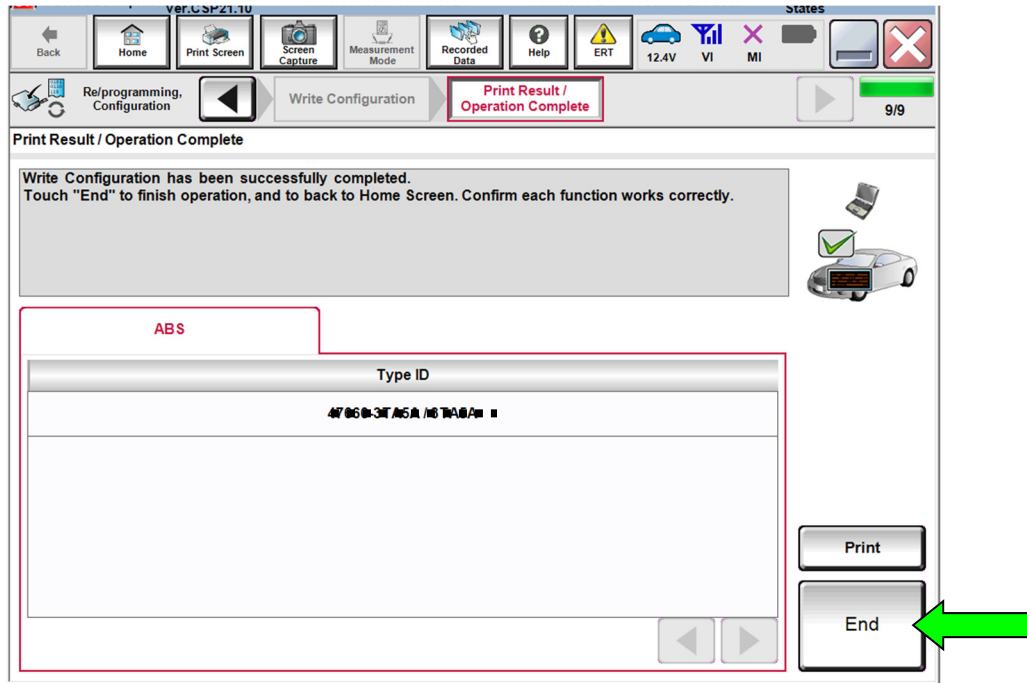 Ver.CSP21.10
States
Back
Home
Print Screen
Screen
Capture
Measurement
Mode
Recorded
Data
Help
ERT
12.4V
VI
MI
Re/programming,
Configuration
Write Configuration
Print Result /
Operation Complete
9/9
Print Result / Operation Complete
Write Configuration has been successfully completed.
Touch "End" to finish operation, and to back to Home Screen. Confirm each function works correctly.
ABS
Type ID
Print
End